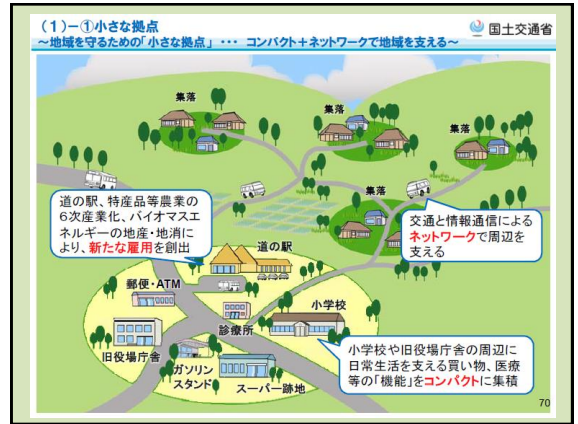 （１）－①小さな拠点
国土交通省
～地域を守るための「小さな拠点」 ・・・ コンパクト＋ネットワークで地域を支える～
集落
集落
集落
集落
道の駅、特産品等農業の
６次産業化、バイオマスエ
ネルギーの地産・地消に
より、新たな雇用を創出
交通と情報通信による
ネットワークで周辺を
支える
道の駅
郵便・ATM
小学校
診療所
旧役場庁舎
ガソリン
スタンド
スーパー跡地
小学校や旧役場庁舎の周辺に
日常生活を支える買い物、医療
等の「機能」をコンパクトに集積
70